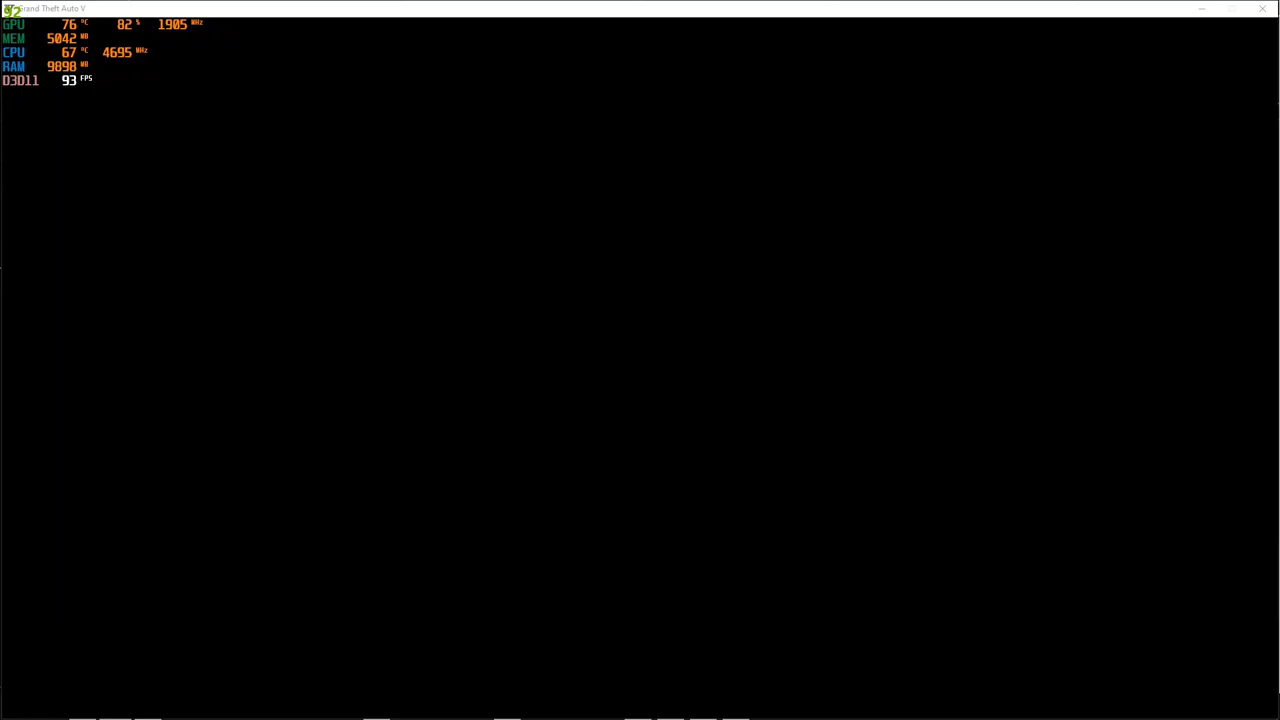 92 Grand Theft Auto V
GPU 76 °C 82 % 1905 MHz
MEM 5042 MB
CPU 67 °C 4695 MHz
RAM 9898 MB
D3D11 93 FPS